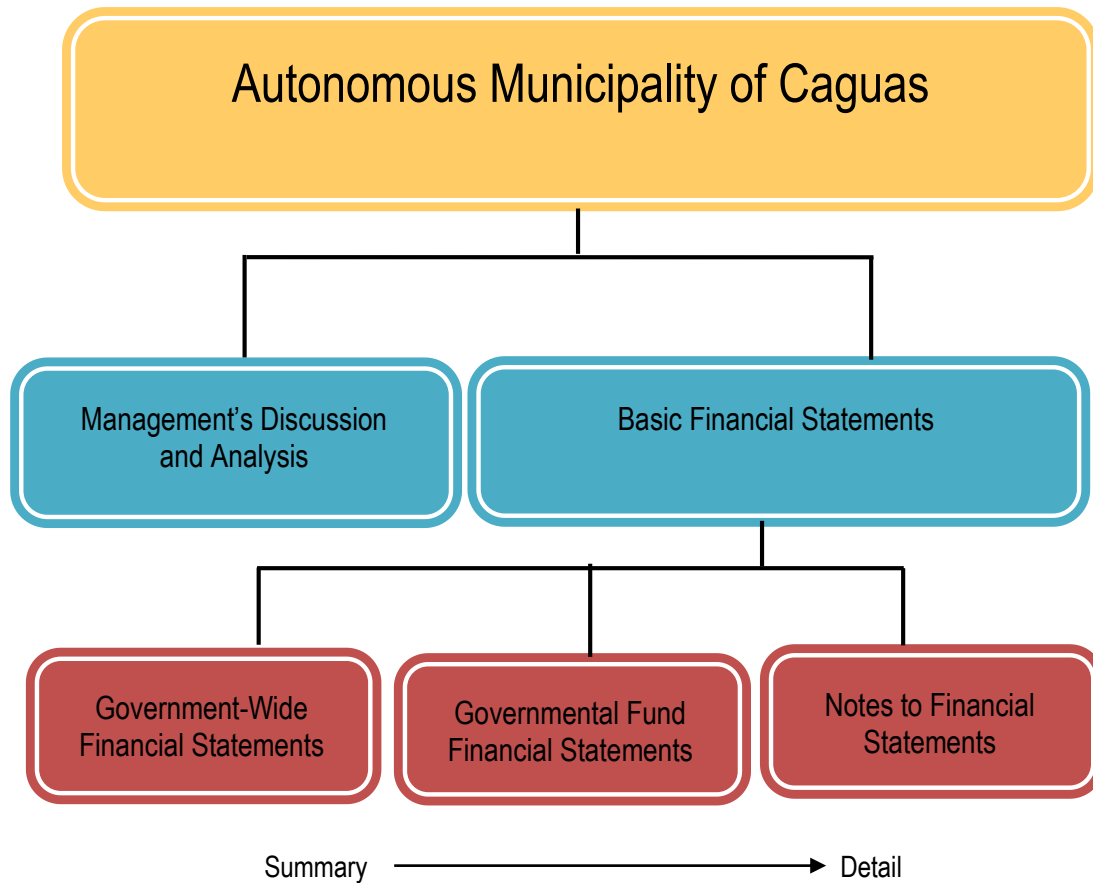 Autonomous Municipality of Caguas
Management’s Discussion
and Analysis
Basic Financial Statements
Government-Wide
Financial Statements
Governmental Fund
Financial Statements
Notes to Financial
Statements
Summary
Detail